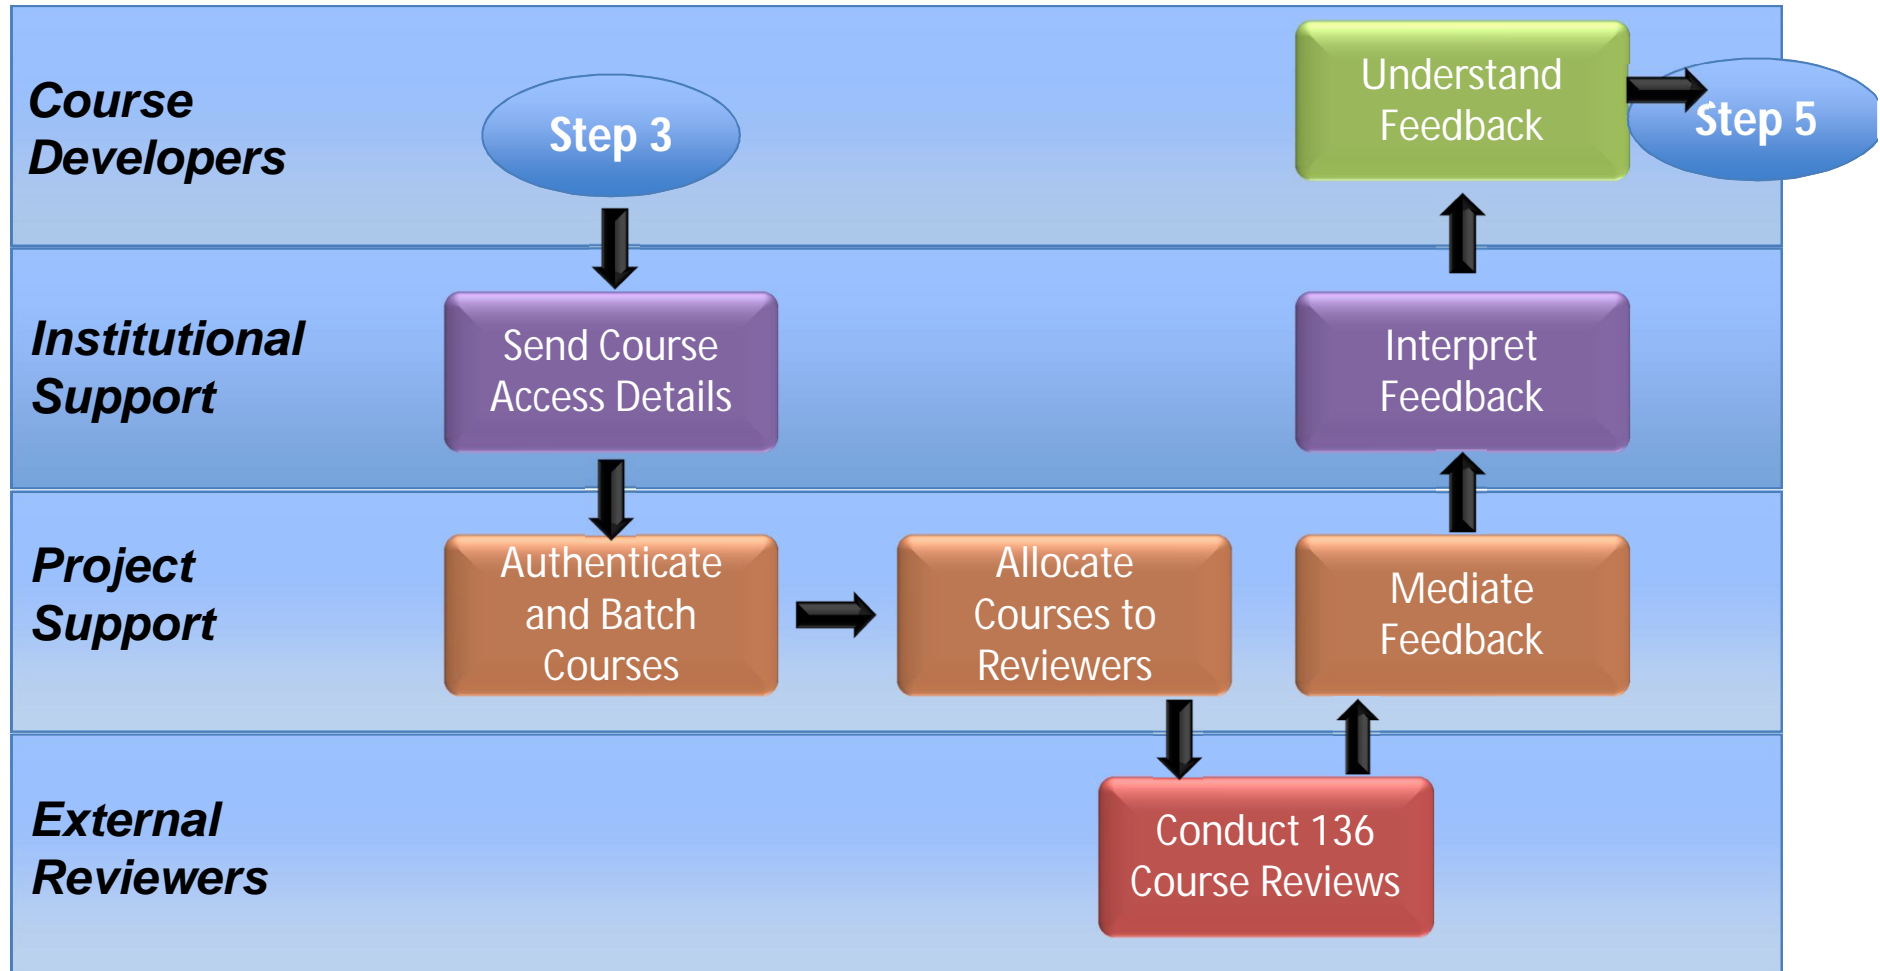 Course
Developers
Step 3
Understand
Feedback
Step 5
Institutional
Support
Send Course
Access Details
Interpret
Feedback
Project
Support
Authenticate
and Batch
Courses
Allocate
Courses to
Reviewers
Mediate
Feedback
External
Reviewers
Conduct 136
Course Reviews